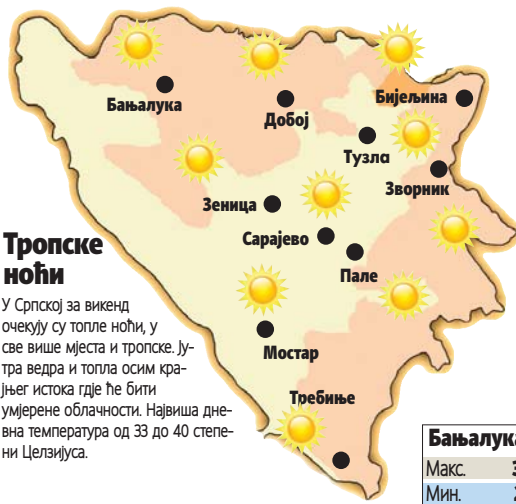 Бањалука
Добој
Бијељина
Тузла
Зворник
Зеница
Сарајево
Пале
Мостар
Требиње
Тропске
ноћи
У Српској за викенд
очекују су топле ноћи, у
све више мјеста и тропске. Ју-
тра ведра и топла осим кра-
јњег истока гдје ће бити
умјерене облачности. Највиша дне-
вна температура од 33 до 40 степе-
ни Целзијуса.
Бањалука
Макс.
Мин.